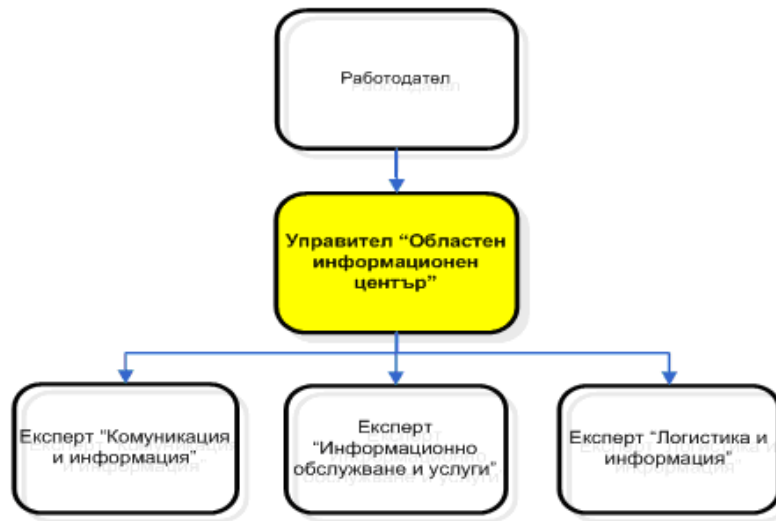 Работодател
Управител “Областен
информационен
център”
Експерт “Комуникация
и информация”
Експерт
“Информационно
обслужване и услуги”
Експерт “Логистика и
информация”